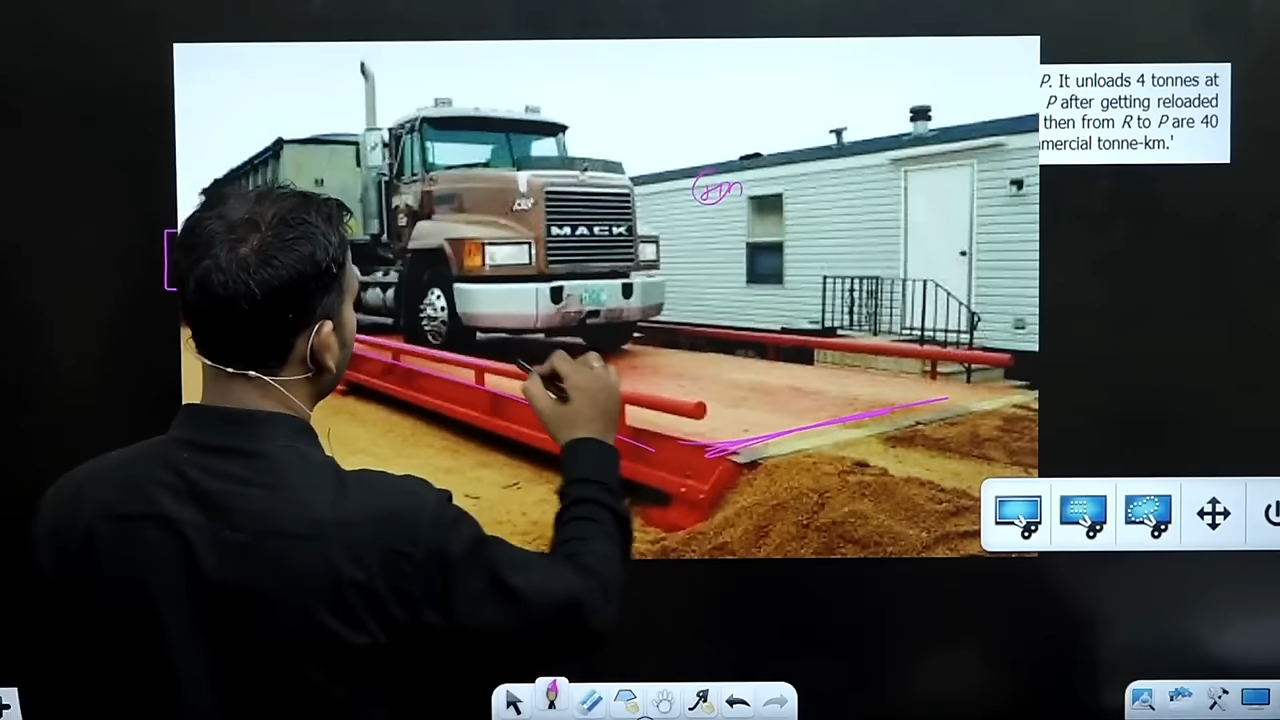 P. It unloads 4 tonnes at
P after getting reloaded
then from R to P are 40
mercial tonne-km.'
MACK